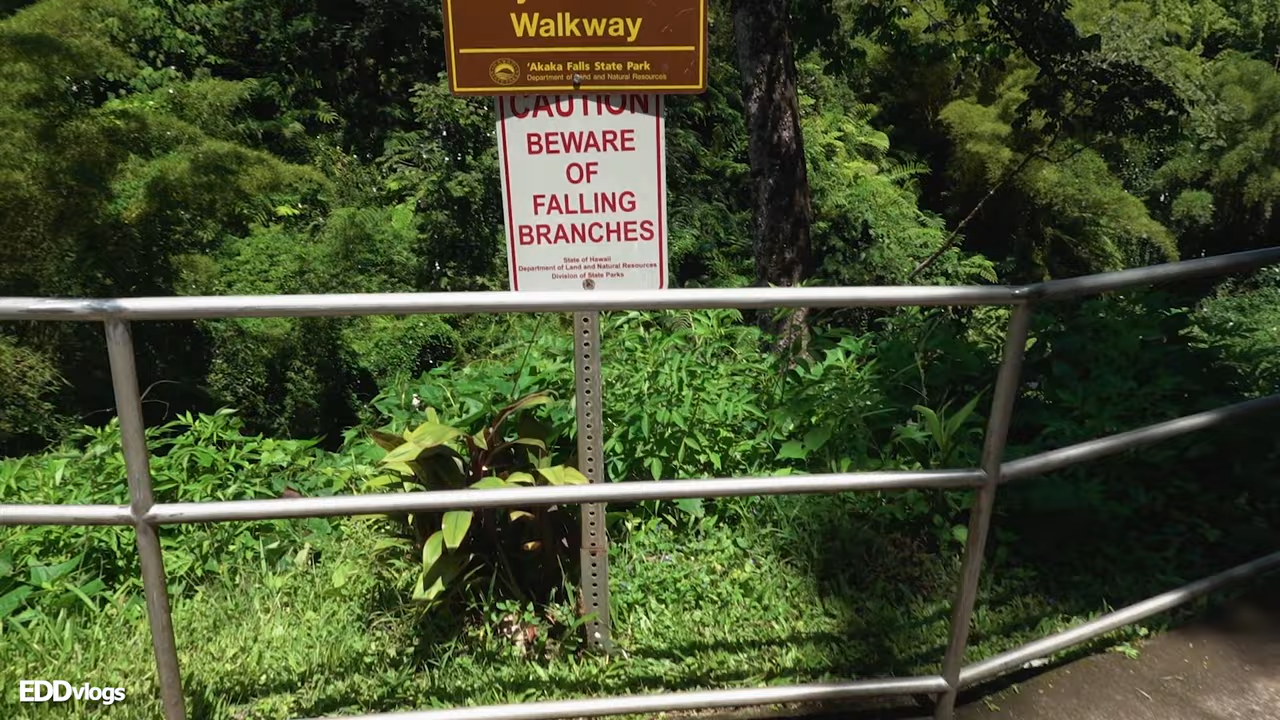 Walkway
'Akaka Falls State Park
Department of Land and Natural Resources
CAUTION
BEWARE
OF
FALLING
BRANCHES
State of Hawaii
Department of Land and Natural Resources
Division of State Parks
EDDvlogs